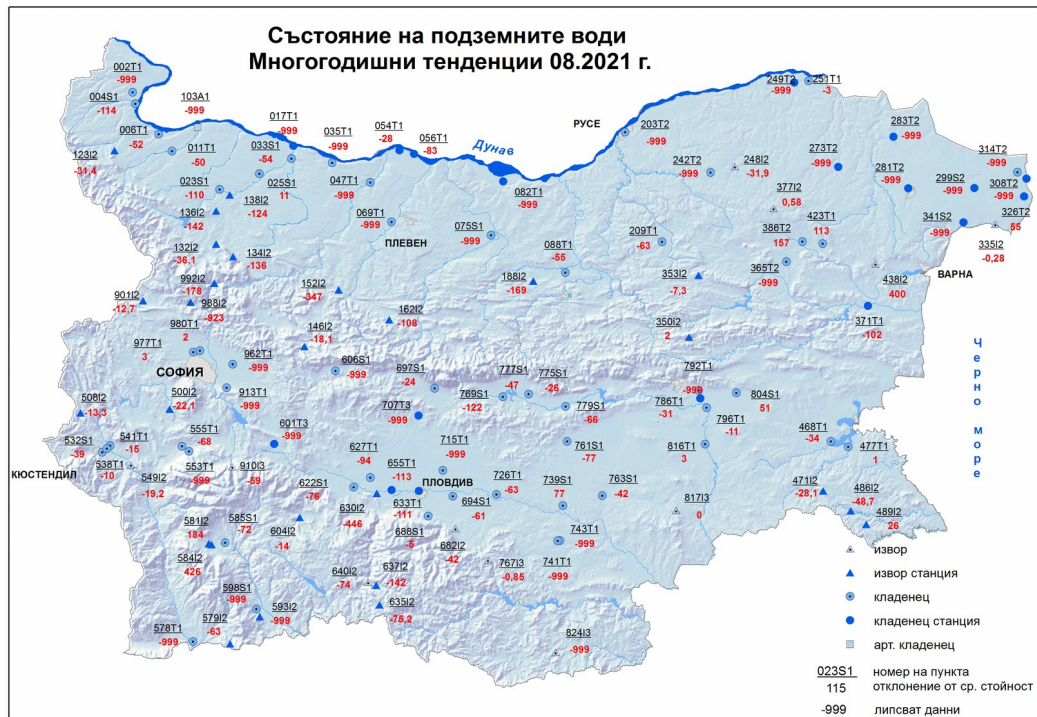 Състояние на подземните води
Многогодишни тенденции 08.2021 г.
002T1
-999
004S1
-114
103A1
-999
006T1
-52
011T1
-50
017T1
-999
033S1
-54
035T1
-999
054T1
-28
056T1
-83
Дунав
РУСЕ
203T2
-999
249T2
-999
251T1
-3
283T2
-999
273T2
-999
281T2
-999
299S2
-999
314T2
-999
308T2
-999
326T2
55
341S2
-999
335I2
-0,28
123I2
-31,4
023S1
-110
025S1
11
138I2
-124
136I2
-142
047T1
-999
069T1
-999
ПЛЕВЕН
082T1
-999
075S1
-999
242T2
-999
248I2
-31,9
377I2
0,58
386T2
157
423T1
113
209T1
-63
088T1
-55
365T2
-999
438I2
400
ВАРНА
132I2
36,1
134I2
-136
992I2
-178
988I2
-823
901I2
-12,7
152I2
-347
162I2
-108
188I2
-169
353I2
-7,3
350I2
2
371T1
-102
146I2
-18,1
980T1
2
977T1
3
СОФИЯ
962T1
-999
606S1
-999
697S1
-24
777S1
-47
775S1
-26
769S1
-122
779S1
-66
792T1
-999
786T1
-31
804S1
51
796T1
-11
Черно море
508I2
-13,3
500I2
-22,1
913T1
-999
707T3
-999
601T3
-999
532S1
-39
541T1
-15
555T1
-68
538T1
-10
КЮСТЕНДИЛ
549I2
-19,2
553T1
-999
910I3
-59
627T1
-94
715T1
-999
655T1
-113
ПЛОВДИВ
761S1
-77
816T1
3
468T1
-34
477T1
1
622S1
-76
630I2
-446
633T1
-111
726T1
-63
694S1
-61
739S1
77
763S1
-42
817I3
0
471I2
-28,1
486I2
-48,7
489I2
26
581I2
184
585S1
-72
604I2
-14
688S1
-5
682I2
-42
743T1
-999
741T1
-999
767I3
-0,85
584I2
426
640I2
-74
637I2
-142
635I2
-75,2
598S1
-999
593I2
-999
579I2
-63
578T1
-999
824I3
-999
извор
извор станция
кладенец
кладенец станция
арт. кладенец
023S1 номер на пункта
115 отклонение от ср. стойност
-999 липсват данни